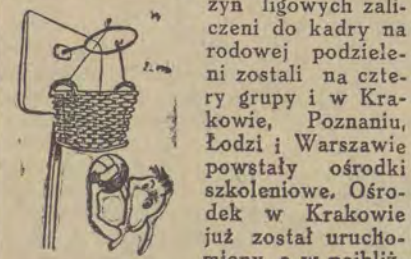 zyn ligowych zali-
czeni do kadry na
rodowej podziele-
ni zostali na czte-
ry grupy i w Kra-
kowie, Poznaniu,
Łodzi i Warszawie
powstały ośrodki
szkoleniowe. Ośro-
dek w Krakowie
już został urucho-